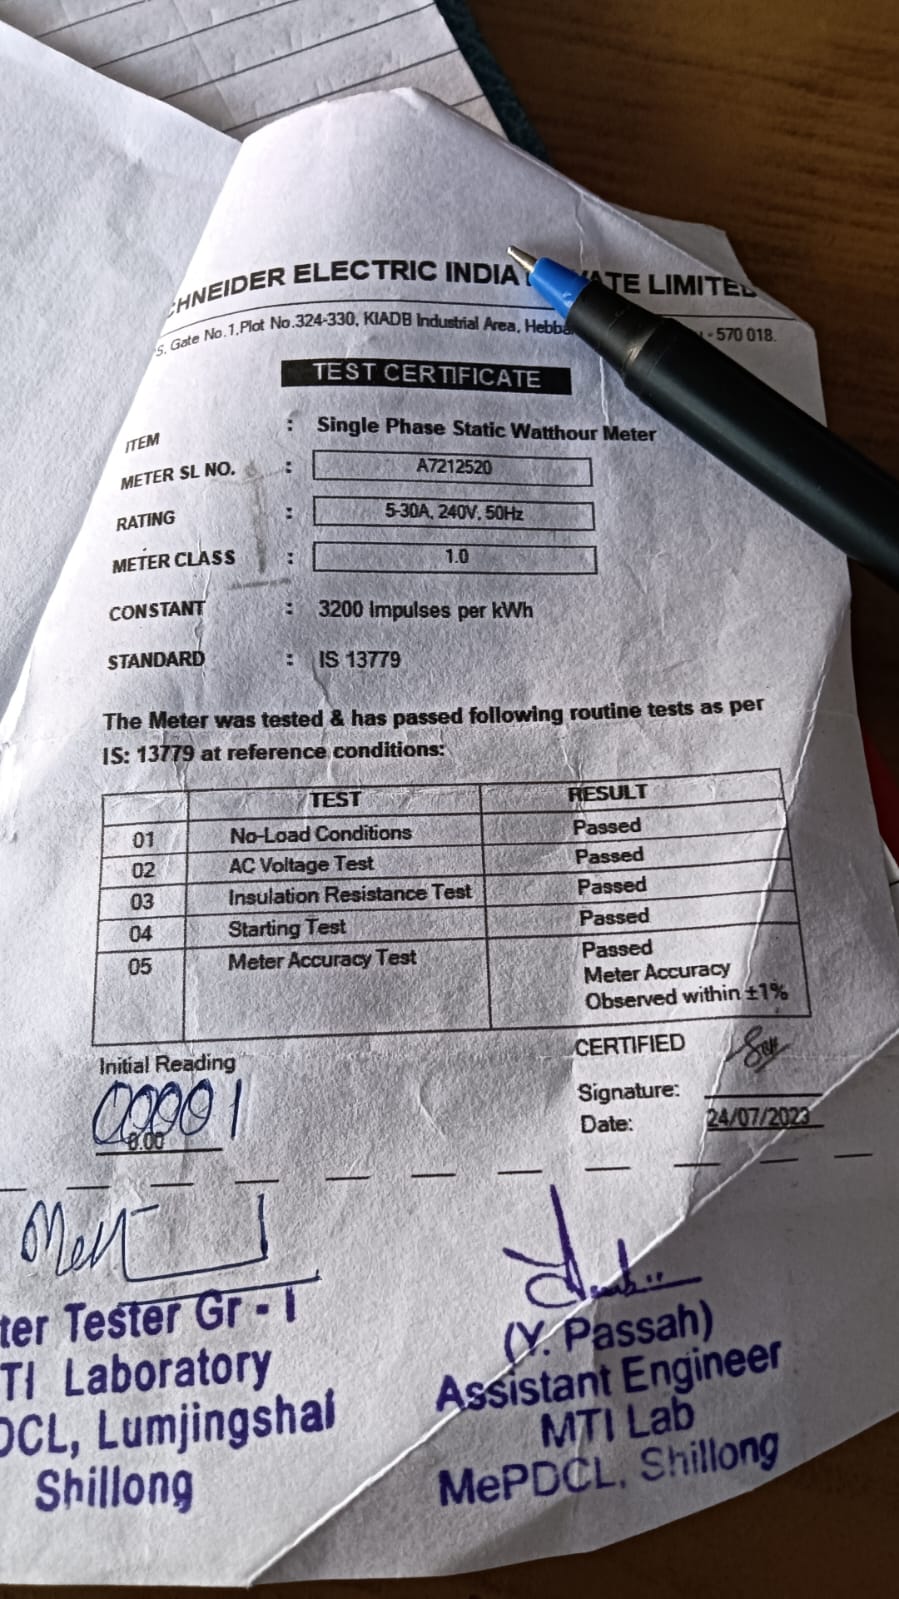 CHNEIDER ELECTRIC INDIA ATE LIMITED
S. Gate No.1,Plot No.324-330, KIADB Industrial Area, Hebba - 570 018.
TEST CERTIFICATE
ITEM : Single Phase Static Watthour Meter
METER SL NO. : A7212520
RATING : 5-30A, 240V, 50Hz
METER CLASS : 1.0
CONSTANT : 3200 Impulses per kWh
STANDARD : IS 13779
The Meter was tested & has passed following routine tests as per
IS: 13779 at reference conditions:
TEST RESULT
01 No-Load Conditions Passed
02 AC Voltage Test Passed
03 Insulation Resistance Test Passed
04 Starting Test Passed
05 Meter Accuracy Test Passed
Meter Accuracy
Observed within ±1%
Initial Reading
00001
0.00
CERTIFIED
Signature:
Date: 24/07/2023
ter Tester Gr - I
TI Laboratory
DCL, Lumjingshai
Shillong
(Y. Passah)
Assistant Engineer
MTI Lab
MePDCL, Shillong